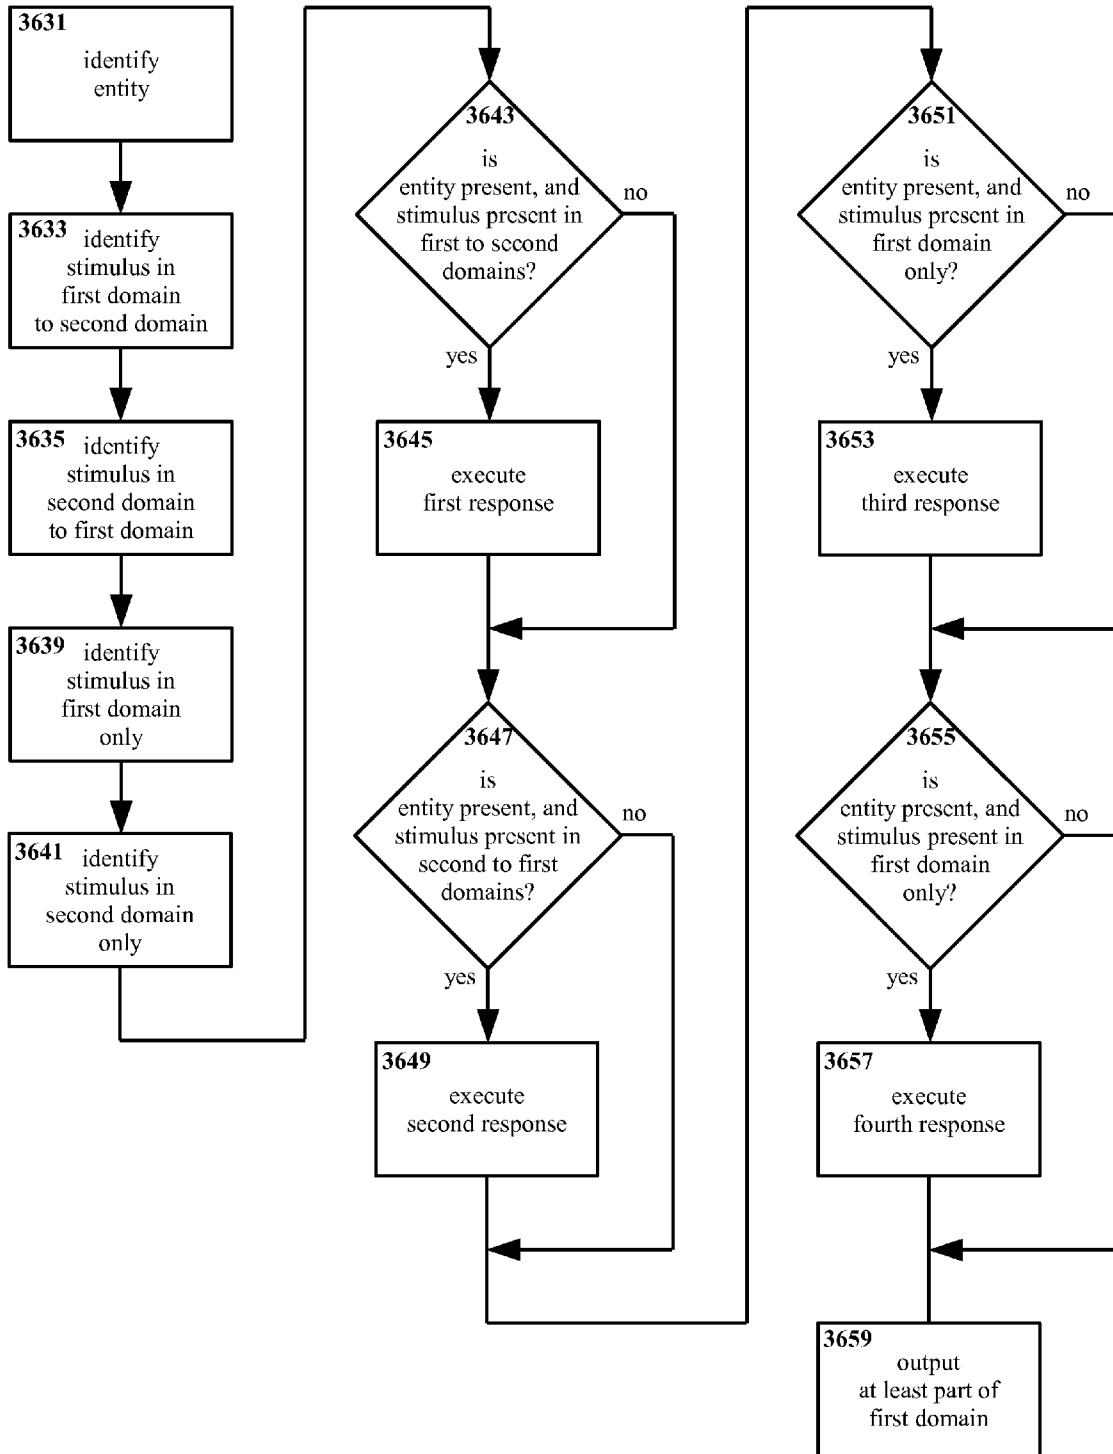 3631
identify
entity
3633 identify
stimulus in
first domain
to second domain
3635 identify
stimulus in
second domain
to first domain
3639 identify
stimulus in
first domain
only
3641 identify
stimulus in
second domain
only
3643
is
entity present, and
stimulus present in
first to second
domains?
no
yes
3645
execute
first response
3647
is
entity present, and
stimulus present in
second to first
domains?
no
yes
3649
execute
second response
3651
is
entity present, and
stimulus present in
first domain
only?
no
yes
3653
execute
third response
3655
is
entity present, and
stimulus present in
first domain
only?
no
yes
3657
execute
fourth response
3659
output
at least part of
first domain